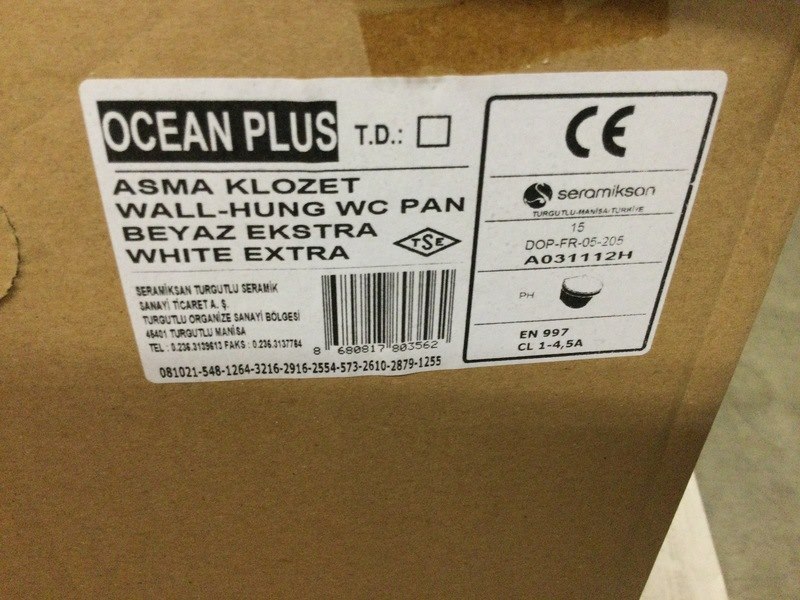 OCEAN PLUS T.D.:
ASMA KLOZET
WALL-HUNG WC PAN
BEYAZ EKSTRA
WHITE EXTRA
TSE
SERAMİKSAN TURGUTLU SERAMİK
SANAYİ TİCARET A. Ş.
TURGUTLU ORGANİZE SANAYİ BÖLGESİ
45401 TURGUTLU MANİSA
TEL : 0.236.3139613 FAKS : 0.236.3137784
8 680817 803562
081021-548-1264-3216-2916-2554-573-2610-2879-1255
CE
seramiksan
TURGUTLU-MANİSA-TÜRKİYE
15
DOP-FR-05-205
A031112H
PH
EN 997
CL 1-4,5A